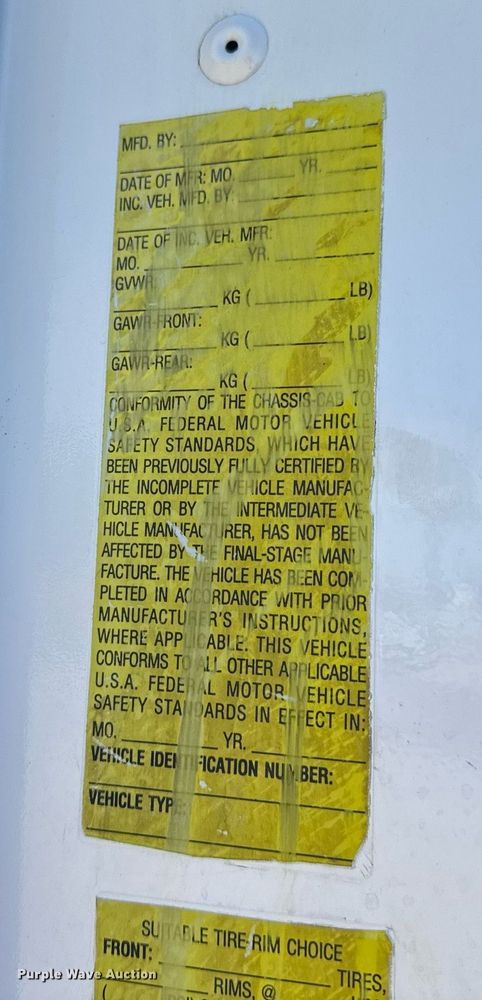 MFD. BY:
DATE OF MFR: MO. YR.
INC. VEH. MFD. BY:
DATE OF INC. VEH. MFR:
MO. YR.
GVWR:
KG ( LB)
GAWR-FRONT:
KG ( LB)
GAWR-REAR:
KG ( LB)
CONFORMITY OF THE CHASSIS-CAB TO
U.S.A. FEDERAL MOTOR VEHICLE
SAFETY STANDARDS, WHICH HAVE
BEEN PREVIOUSLY FULLY CERTIFIED BY
THE INCOMPLETE VEHICLE MANUFAC-
TURER OR BY THE INTERMEDIATE VE-
HICLE MANUFACTURER, HAS NOT BEEN
AFFECTED BY THE FINAL-STAGE MANU-
FACTURE. THE VEHICLE HAS BEEN COM-
PLETED IN ACCORDANCE WITH PRIOR
MANUFACTURER'S INSTRUCTIONS,
WHERE APPLICABLE. THIS VEHICLE
CONFORMS TO ALL OTHER APPLICABLE
U.S.A. FEDERAL MOTOR VEHICLE
SAFETY STANDARDS IN EFFECT IN:
MO. YR.
VEHICLE IDENTIFICATION NUMBER:
VEHICLE TYPE:
SUITABLE TIRE-RIM CHOICE
FRONT: TIRES,
RIMS, @
Purple Wave Auction